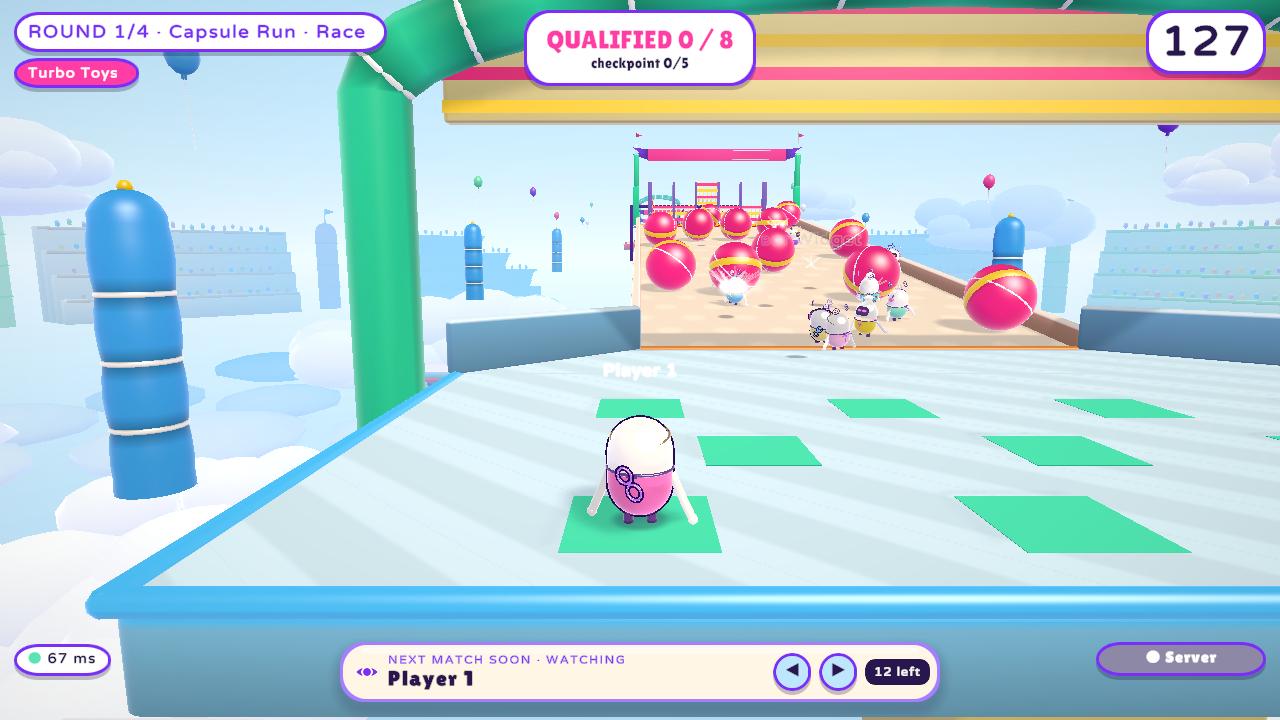 ROUND 1/4 · Capsule Run · Race
Turbo Toys
QUALIFIED 0 / 8
checkpoint 0/5
127
Player 1
67 ms
NEXT MATCH SOON · WATCHING
Player 1
12 left
Server